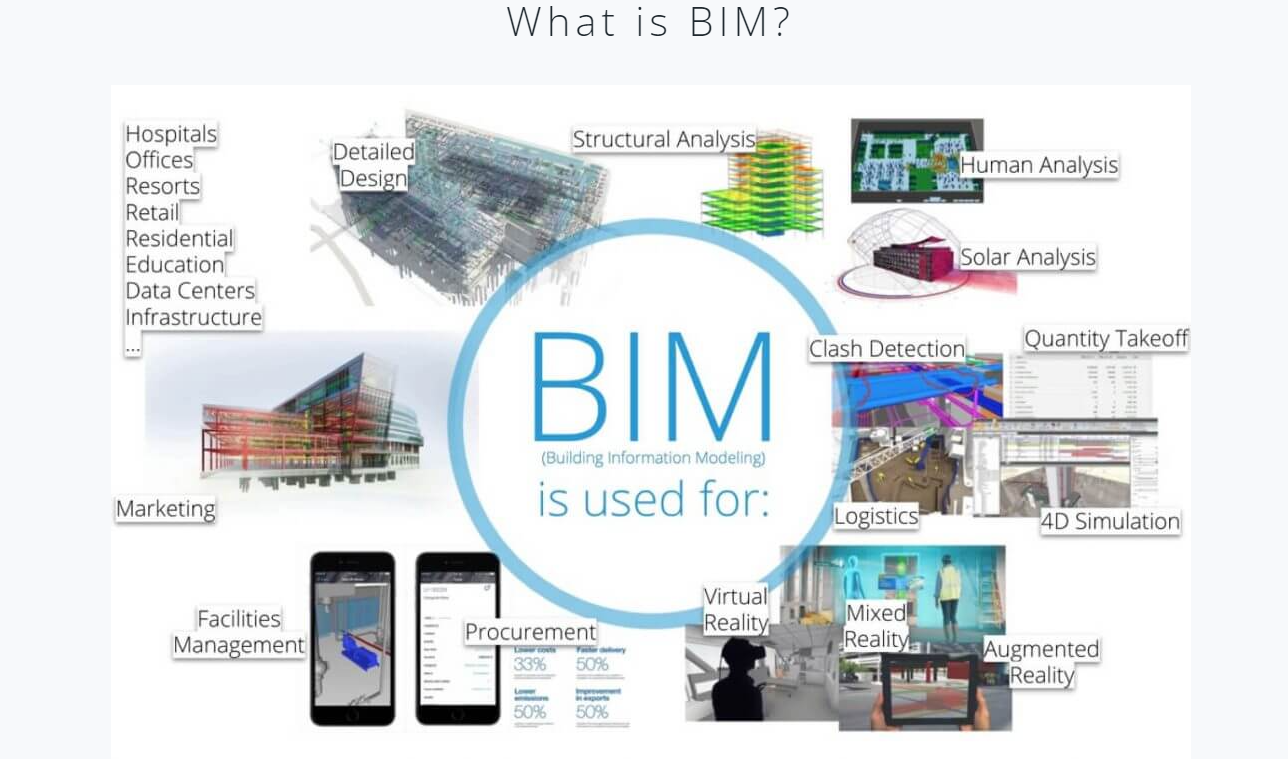 What is BIM?
Hospitals
Offices
Resorts
Retail
Residential
Education
Data Centers
Infrastructure
...
Detailed
Design
Structural Analysis
Human Analysis
Solar Analysis
BIM
(Building Information Modeling)
is used for:
Clash Detection
Quantity Takeoff
Marketing
Logistics
4D Simulation
Facilities
Management
Procurement
Lower costs
33%
Faster delivery
50%
Lower
emissions
50%
Improvement
in exports
50%
Virtual
Reality
Mixed
Reality
Augmented
Reality